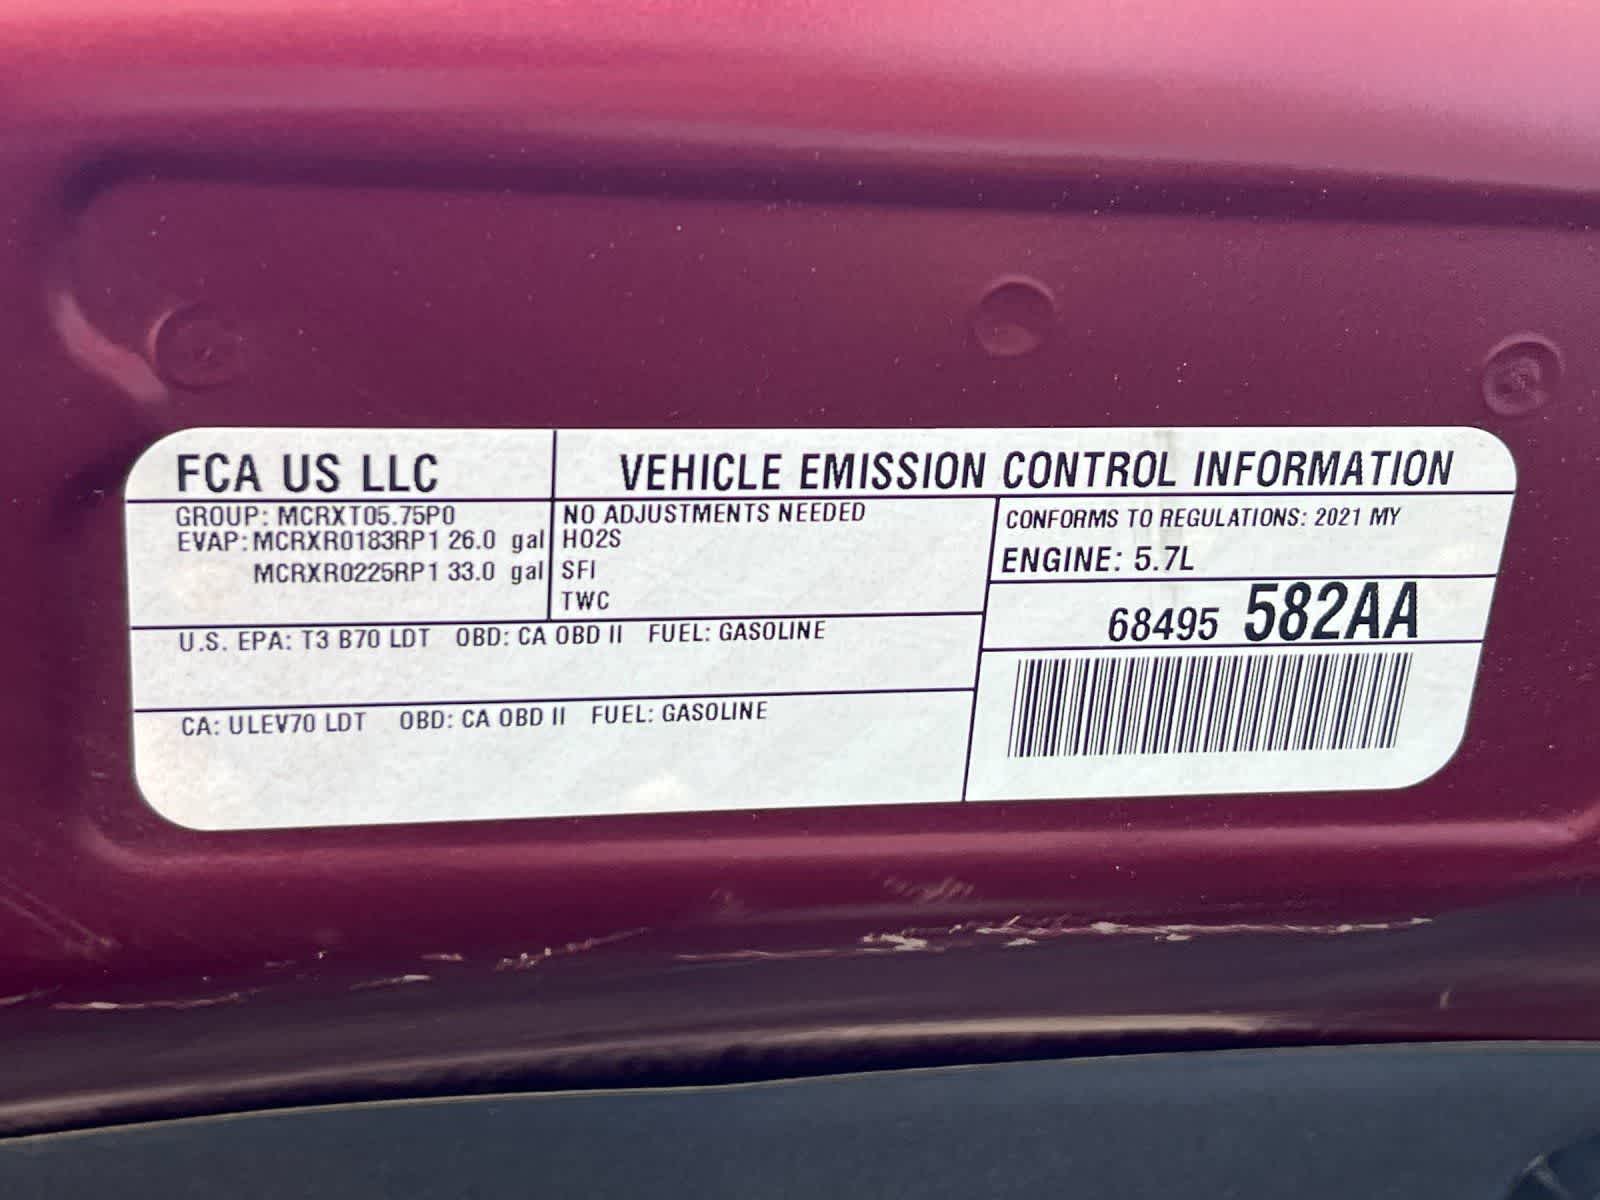 FCA US LLC
VEHICLE EMISSION CONTROL INFORMATION
GROUP: MCRXT05.75P0
EVAP: MCRXR0183RP1 26.0 gal
MCRXR0225RP1 33.0 gal
NO ADJUSTMENTS NEEDED
HO2S
SFI
TWC
CONFORMS TO REGULATIONS: 2021 MY
ENGINE: 5.7L
68495 582AA
U.S. EPA: T3 B70 LDT OBD: CA OBD II FUEL: GASOLINE
CA: ULEV70 LDT OBD: CA OBD II FUEL: GASOLINE